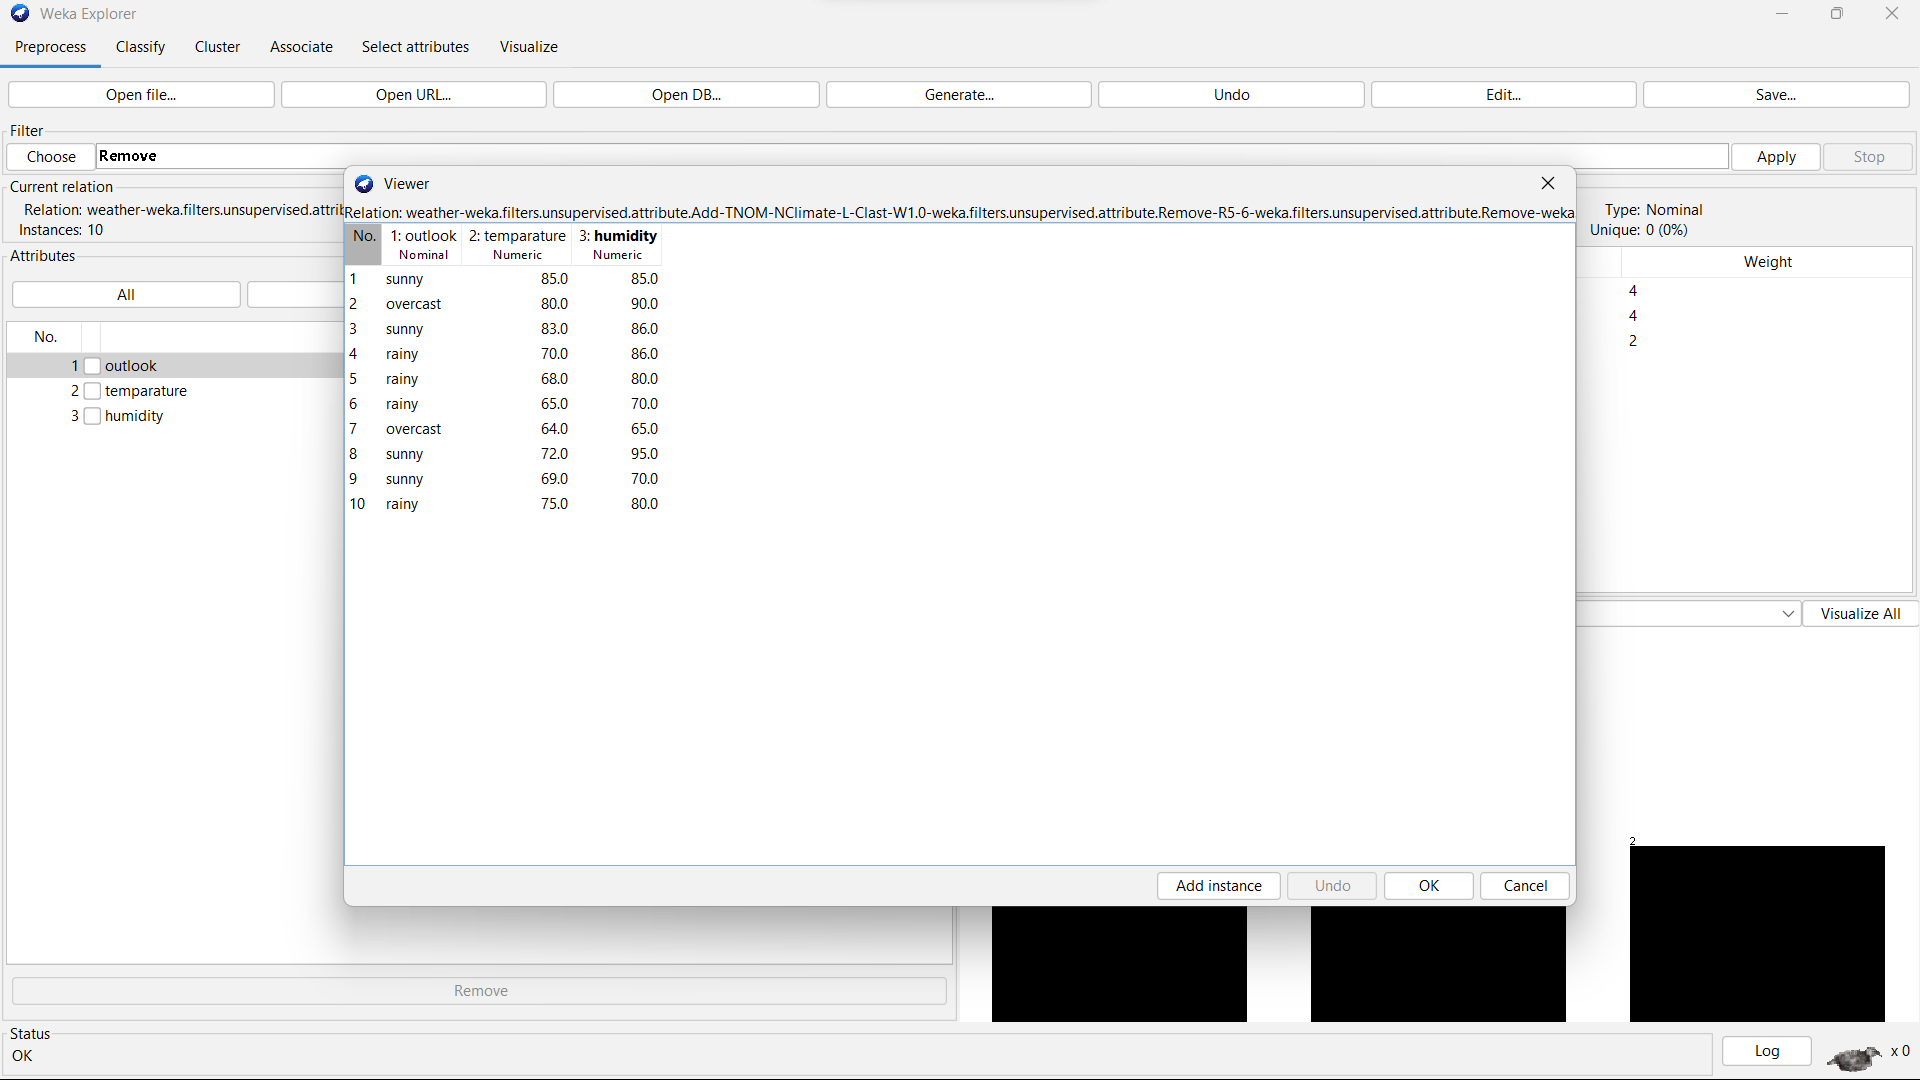 Weka Explorer
Preprocess Classify Cluster Associate Select attributes Visualize
Open file... Open URL... Open DB... Generate... Undo Edit... Save...
Filter
Choose Remove Apply Stop
Current relation
Relation: weather-weka.filters.unsupervised.attrib
Instances: 10
Type: Nominal
Unique: 0 (0%)
Attributes
All
No.
1 outlook
2 temparature
3 humidity
Weight
4
4
2
Visualize All
Viewer
Relation: weather-weka.filters.unsupervised.attribute.Add-TNOM-NClimate-L-Clast-W1.0-weka.filters.unsupervised.attribute.Remove-R5-6-weka.filters.unsupervised.attribute.Remove-weka
No. 1: outlook 2: temparature 3: humidity
Nominal Numeric Numeric
1 sunny 85.0 85.0
2 overcast 80.0 90.0
3 sunny 83.0 86.0
4 rainy 70.0 86.0
5 rainy 68.0 80.0
6 rainy 65.0 70.0
7 overcast 64.0 65.0
8 sunny 72.0 95.0
9 sunny 69.0 70.0
10 rainy 75.0 80.0
Add instance Undo OK Cancel
2
Remove
Status
OK
Log x 0